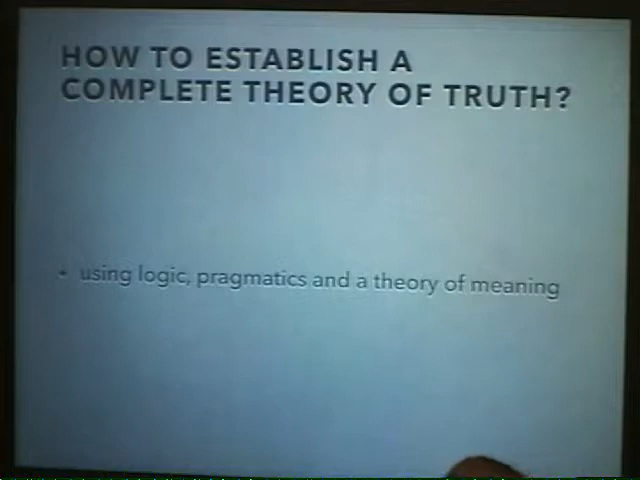 HOW TO ESTABLISH A
COMPLETE THEORY OF TRUTH?
• using logic, pragmatics and a theory of meaning